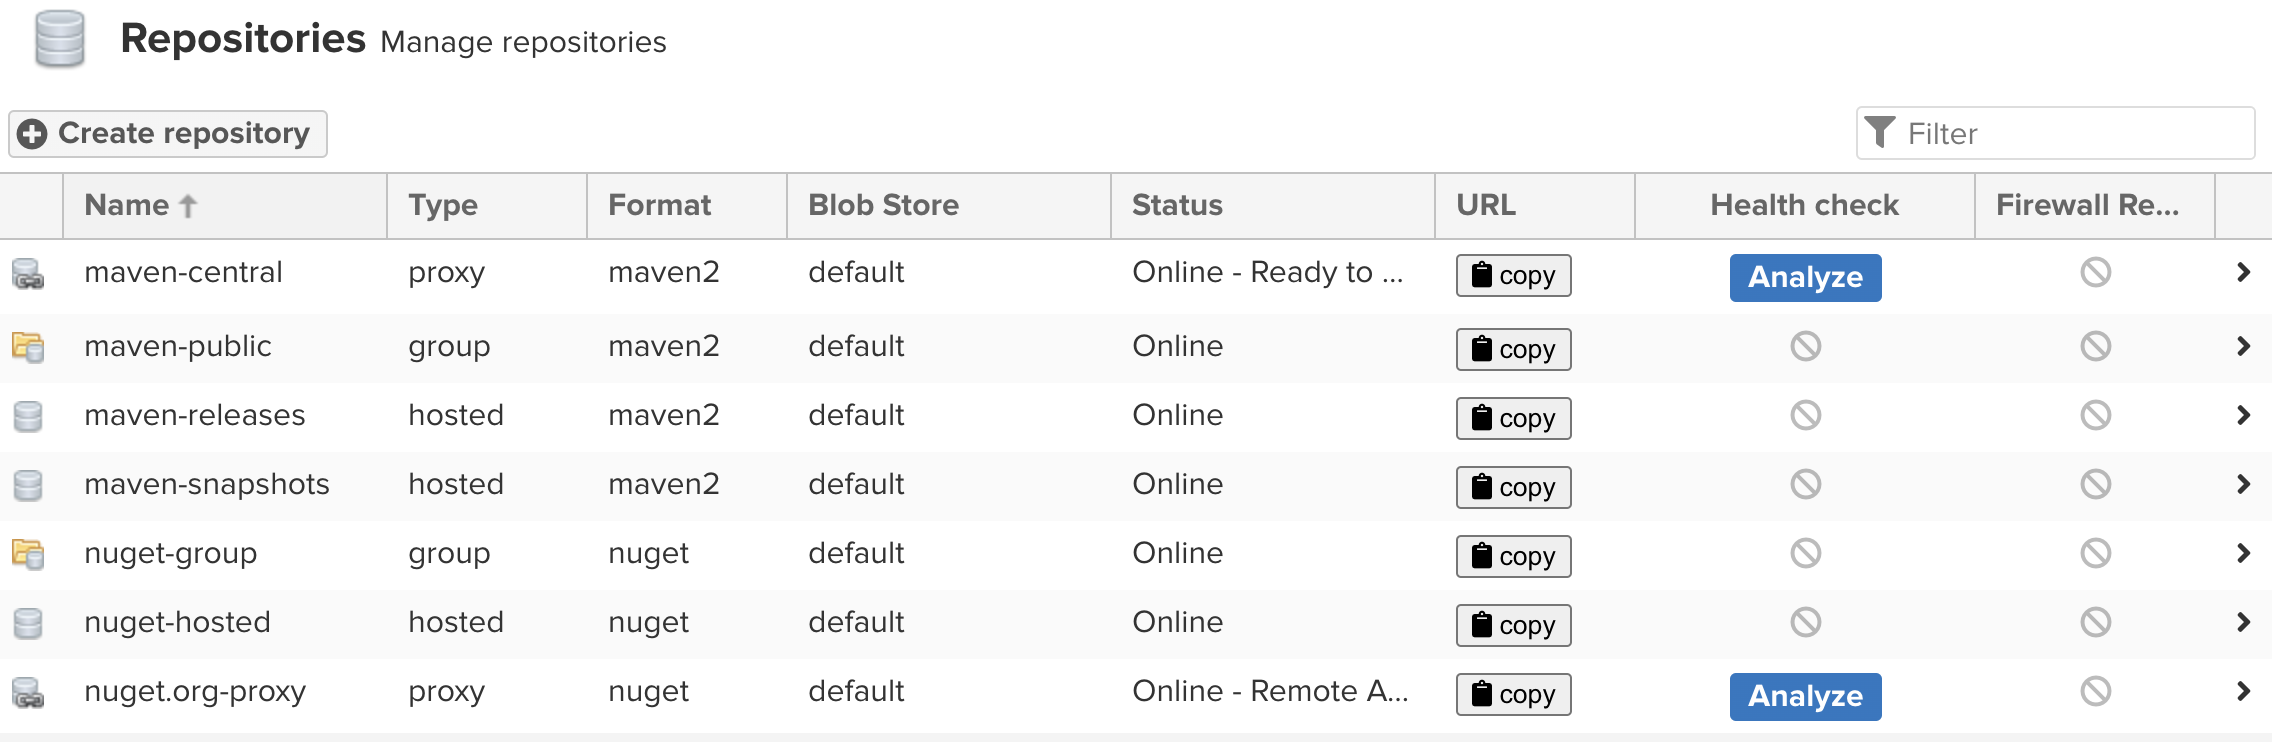 Repositories Manage repositories
Create repository Filter
Name Type Format Blob Store Status URL Health check Firewall Re...
maven-central proxy maven2 default Online - Ready to ... copy Analyze
maven-public group maven2 default Online copy
maven-releases hosted maven2 default Online copy
maven-snapshots hosted maven2 default Online copy
nuget-group group nuget default Online copy
nuget-hosted hosted nuget default Online copy
nuget.org-proxy proxy nuget default Online - Remote A... copy Analyze